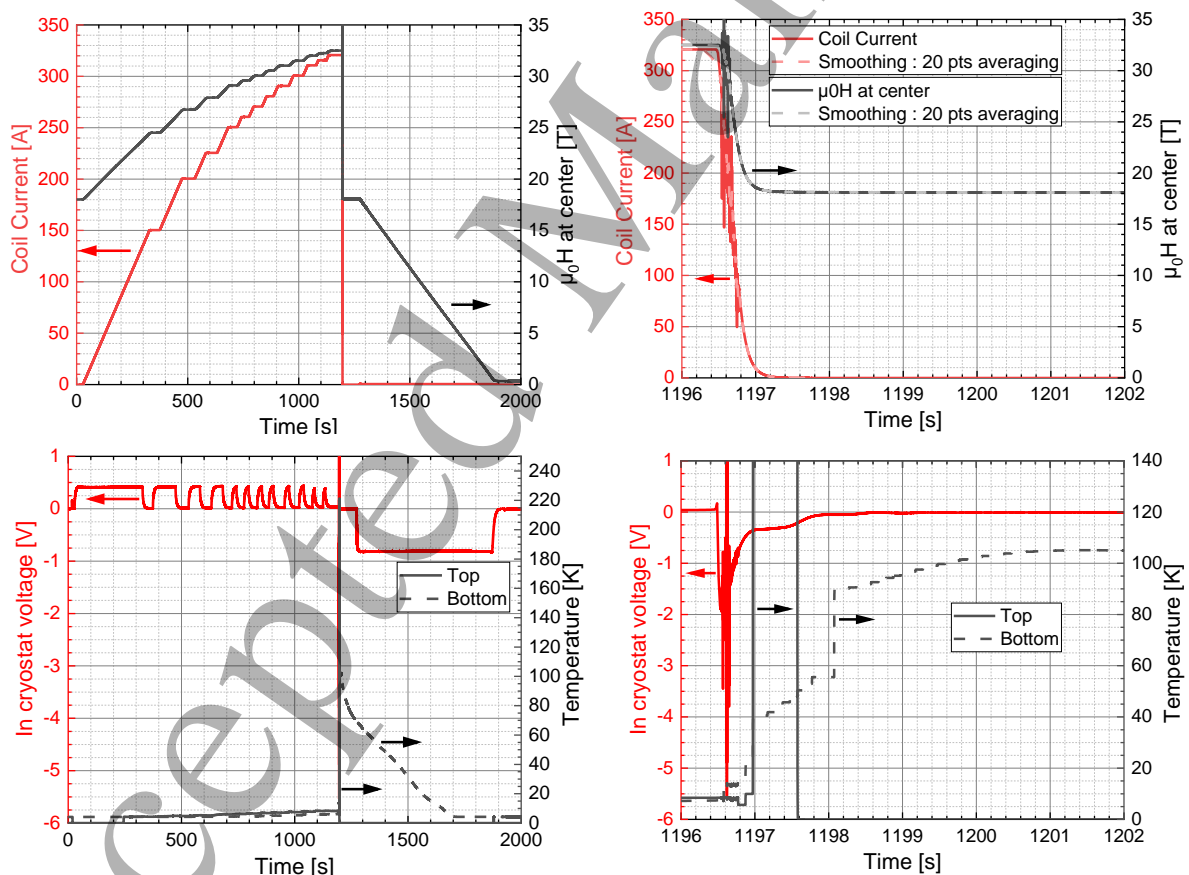 350
300
250
200
150
100
50
0
Coil Current [A]
35
30
25
20
15
10
5
0
µ₀H at center [T]
0 500 1000 1500 2000
Time [s]
350
300
250
200
150
100
50
0
Coil Current [A]
Coil Current
Smoothing : 20 pts averaging
µ0H at center
Smoothing : 20 pts averaging
35
30
25
20
15
10
5
0
µ₀H at center [T]
1196 1197 1198 1199 1200 1201 1202
Time [s]
1
0
-1
-2
-3
-4
-5
-6
In cryostat voltage [V]
Top
Bottom
240
220
200
180
160
140
120
100
80
60
40
20
0
Temperature [K]
0 500 1000 1500 2000
Time [s]
1
0
-1
-2
-3
-4
-5
-6
In cryostat voltage [V]
Top
Bottom
140
120
100
80
60
40
20
0
Temperature [K]
1196 1197 1198 1199 1200 1201 1202
Time [s]
cepted Man